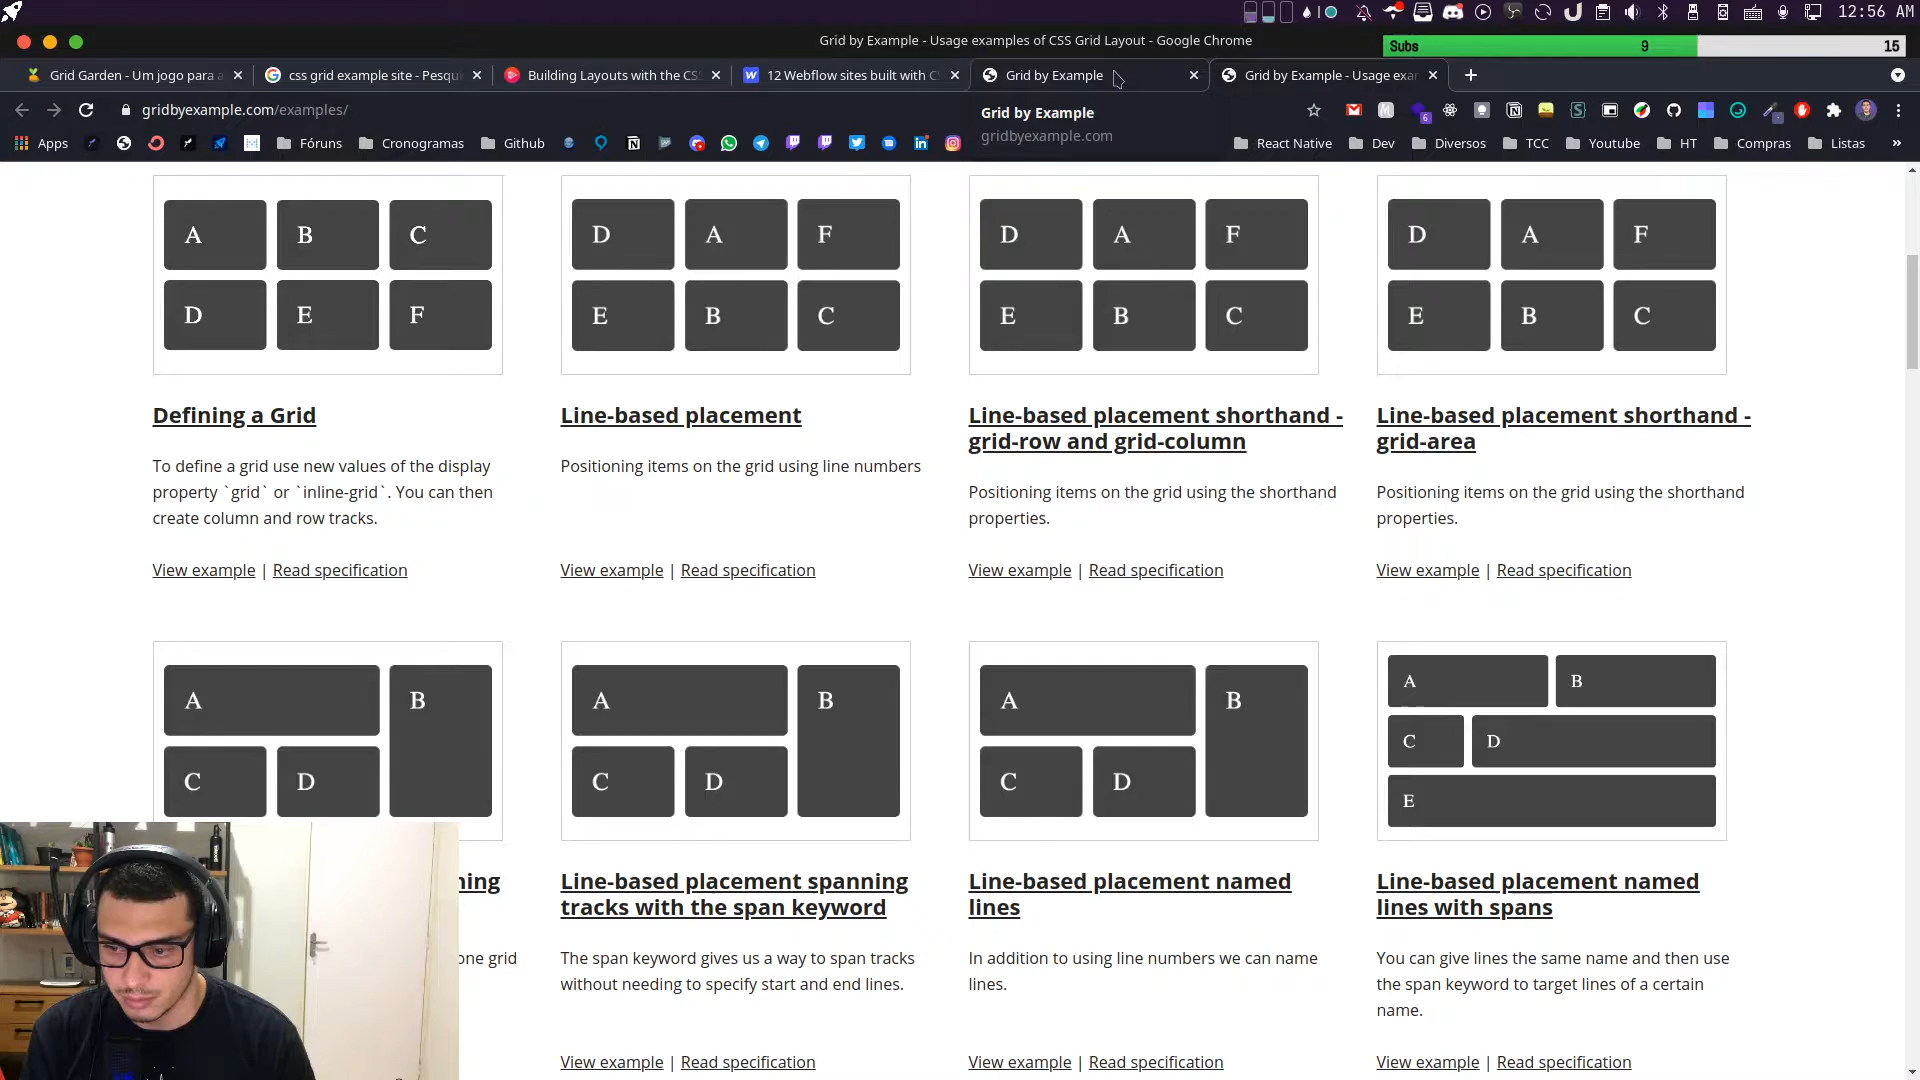 12:56 AM
Grid by Example - Usage examples of CSS Grid Layout - Google Chrome
Subs 9 15
Grid Garden - Um jogo para a
css grid example site - Pesqu
Building Layouts with the CS
12 Webflow sites built with C
Grid by Example
Grid by Example - Usage exam
gridbyexample.com/examples/
Grid by Example
gridbyexample.com
6
Apps
Fóruns
Cronogramas
Github
React Native
Dev
Diversos
TCC
Youtube
HT
Compras
Listas
»
A B C
D E F
D A F
E B C
D A F
E B C
D A F
E B C
Defining a Grid
To define a grid use new values of the display
property `grid` or `inline-grid`. You can then
create column and row tracks.
View example | Read specification
Line-based placement
Positioning items on the grid using line numbers
View example | Read specification
Line-based placement shorthand -
grid-row and grid-column
Positioning items on the grid using the shorthand
properties.
View example | Read specification
Line-based placement shorthand -
grid-area
Positioning items on the grid using the shorthand
properties.
View example | Read specification
A B
C D
A B
C D
A B
C D
A B
C D
E
ning
one grid
Line-based placement spanning
tracks with the span keyword
The span keyword gives us a way to span tracks
without needing to specify start and end lines.
View example | Read specification
Line-based placement named
lines
In addition to using line numbers we can name
lines.
View example | Read specification
Line-based placement named
lines with spans
You can give lines the same name and then use
the span keyword to target lines of a certain
name.
View example | Read specification